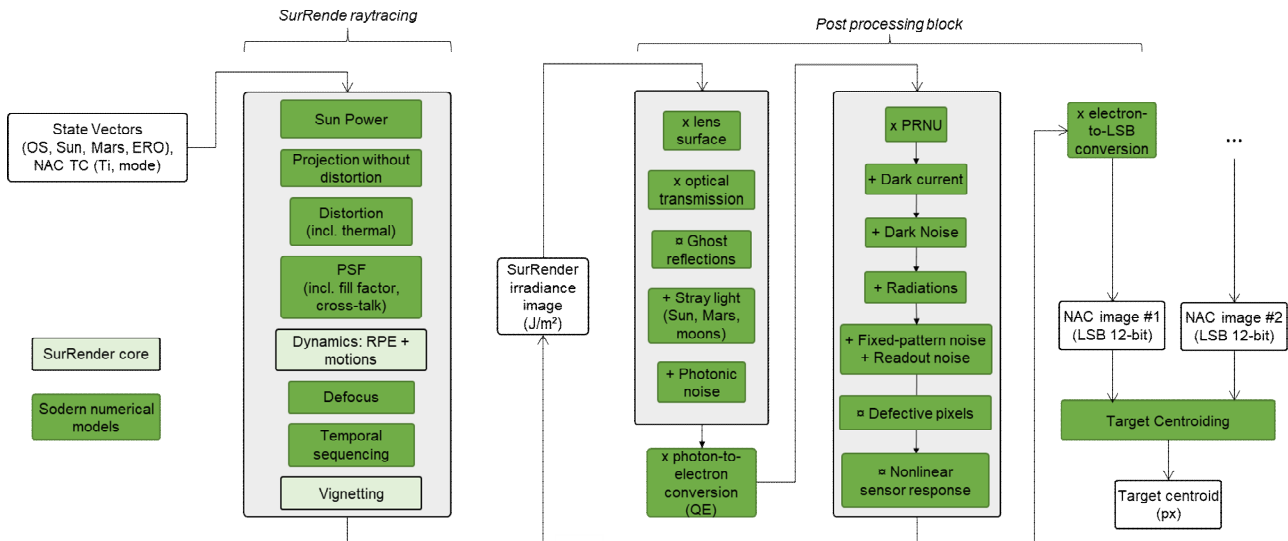 SurRende raytracing
Post processing block
State Vectors
(OS, Sun, Mars, ERO),
NAC TC (Ti, mode)
SurRender core
Sodern numerical
models
Sun Power
Projection without
distortion
Distortion
(incl. thermal)
PSF
(incl. fill factor,
cross-talk)
Dynamics: RPE +
motions
Defocus
Temporal
sequencing
Vignetting
SurRender
irradiance
image
(J/m²)
x lens
surface
x optical
transmission
¤ Ghost
reflections
+ Stray light
(Sun, Mars,
moons)
+ Photonic
noise
x photon-to-
electron
conversion
(QE)
x PRNU
+ Dark current
+ Dark Noise
+ Radiations
+ Fixed-pattern noise
+ Readout noise
¤ Defective pixels
¤ Nonlinear
sensor response
x electron-
to-LSB
conversion
...
NAC image #1
(LSB 12-bit)
NAC image #2
(LSB 12-bit)
Target Centroiding
Target centroid
(px)